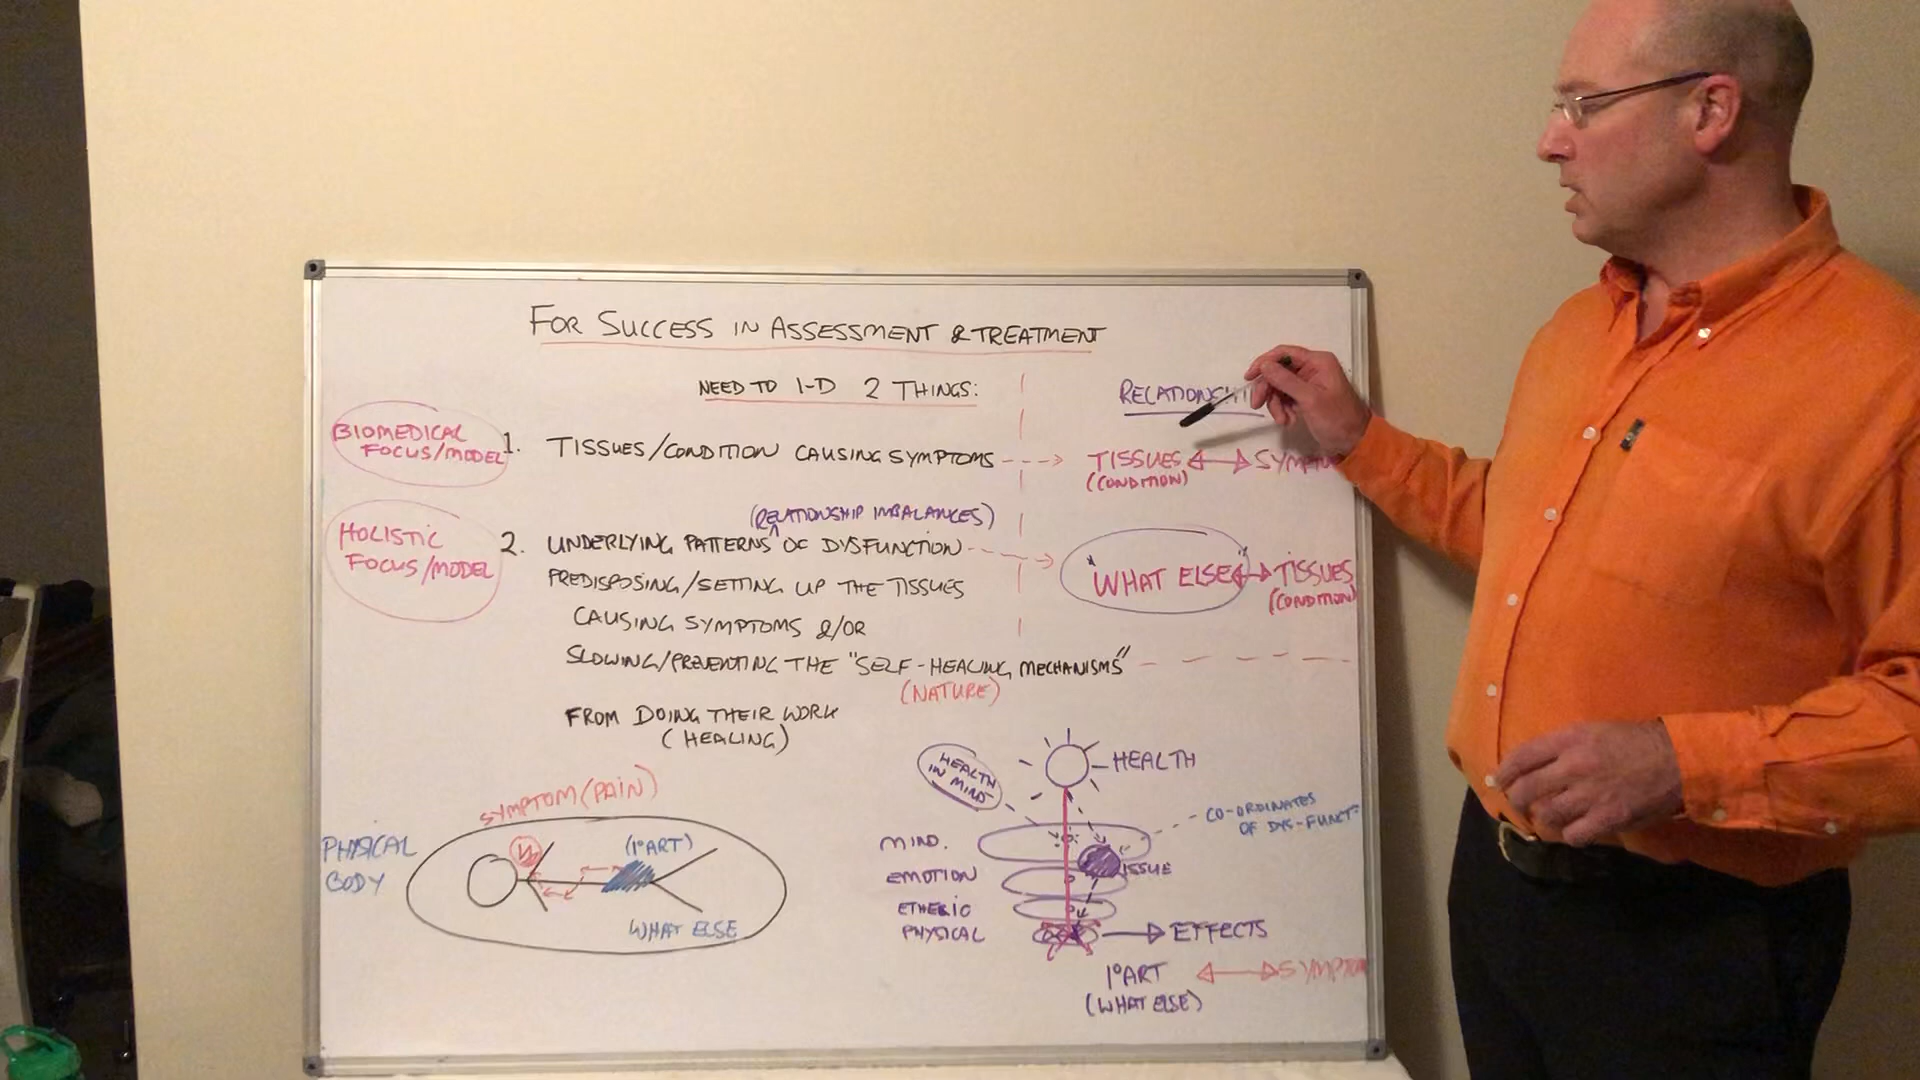 FOR SUCCESS IN ASSESSMENT & TREATMENT
NEED TO I-D 2 THINGS:
RELATIONSHI
BIOMEDICAL
FOCUS/MODEL
1. TISSUES/CONDITION CAUSING SYMPTOMS
TISSUES
(CONDITION)
SYMPTO
(RELATIONSHIP IMBALANCES)
HOLISTIC
FOCUS/MODEL
2. UNDERLYING PATTERNS ^ OF DYSFUNCTION
PREDISPOSING/SETTING UP THE TISSUES
CAUSING SYMPTOMS &/OR
SLOWING/PREVENTING THE "SELF-HEALING MECHANISMS"
(NATURE)
FROM DOING THEIR WORK
(HEALING)
"WHAT ELSE"
TISSUES
(CONDITION)
SYMPTOM (PAIN)
PHYSICAL
BODY
(1°ART)
WHAT ELSE
HEALTH
IN MIND
HEALTH
CO-ORDINATES
OF DYS-FUNCT
MIND.
ISSUE
EMOTION
ETHERIC
PHYSICAL
EFFECTS
1°ART
(WHAT ELSE)
SYMPTOM